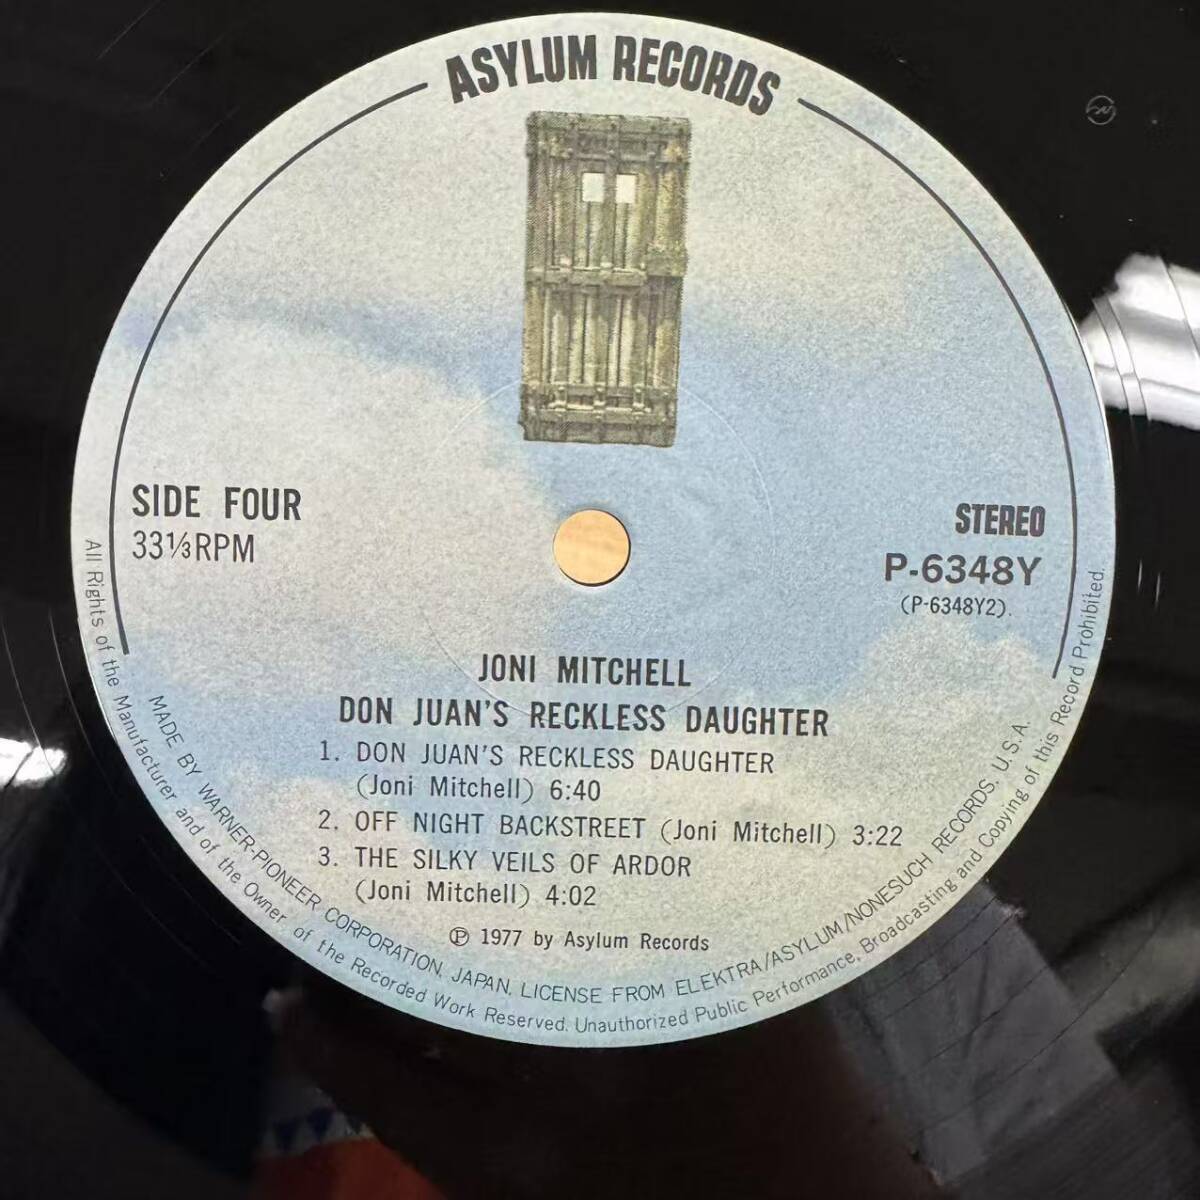 ASYLUM RECORDS
SIDE FOUR
33⅓RPM
STEREO
P-6348Y
(P-6348Y2).
JONI MITCHELL
DON JUAN'S RECKLESS DAUGHTER
1. DON JUAN'S RECKLESS DAUGHTER
(Joni Mitchell) 6:40
2. OFF NIGHT BACKSTREET (Joni Mitchell) 3:22
3. THE SILKY VEILS OF ARDOR
(Joni Mitchell) 4:02
Ⓟ 1977 by Asylum Records
MADE BY WARNER-PIONEER CORPORATION, JAPAN, LICENSE FROM ELEKTRA/ASYLUM/NONESUCH RECORDS, U.S.A.
All Rights of the Manufacturer and of the Owner of the Recorded Work Reserved. Unauthorized Public Performance, Broadcasting and Copying of this Record Prohibited.